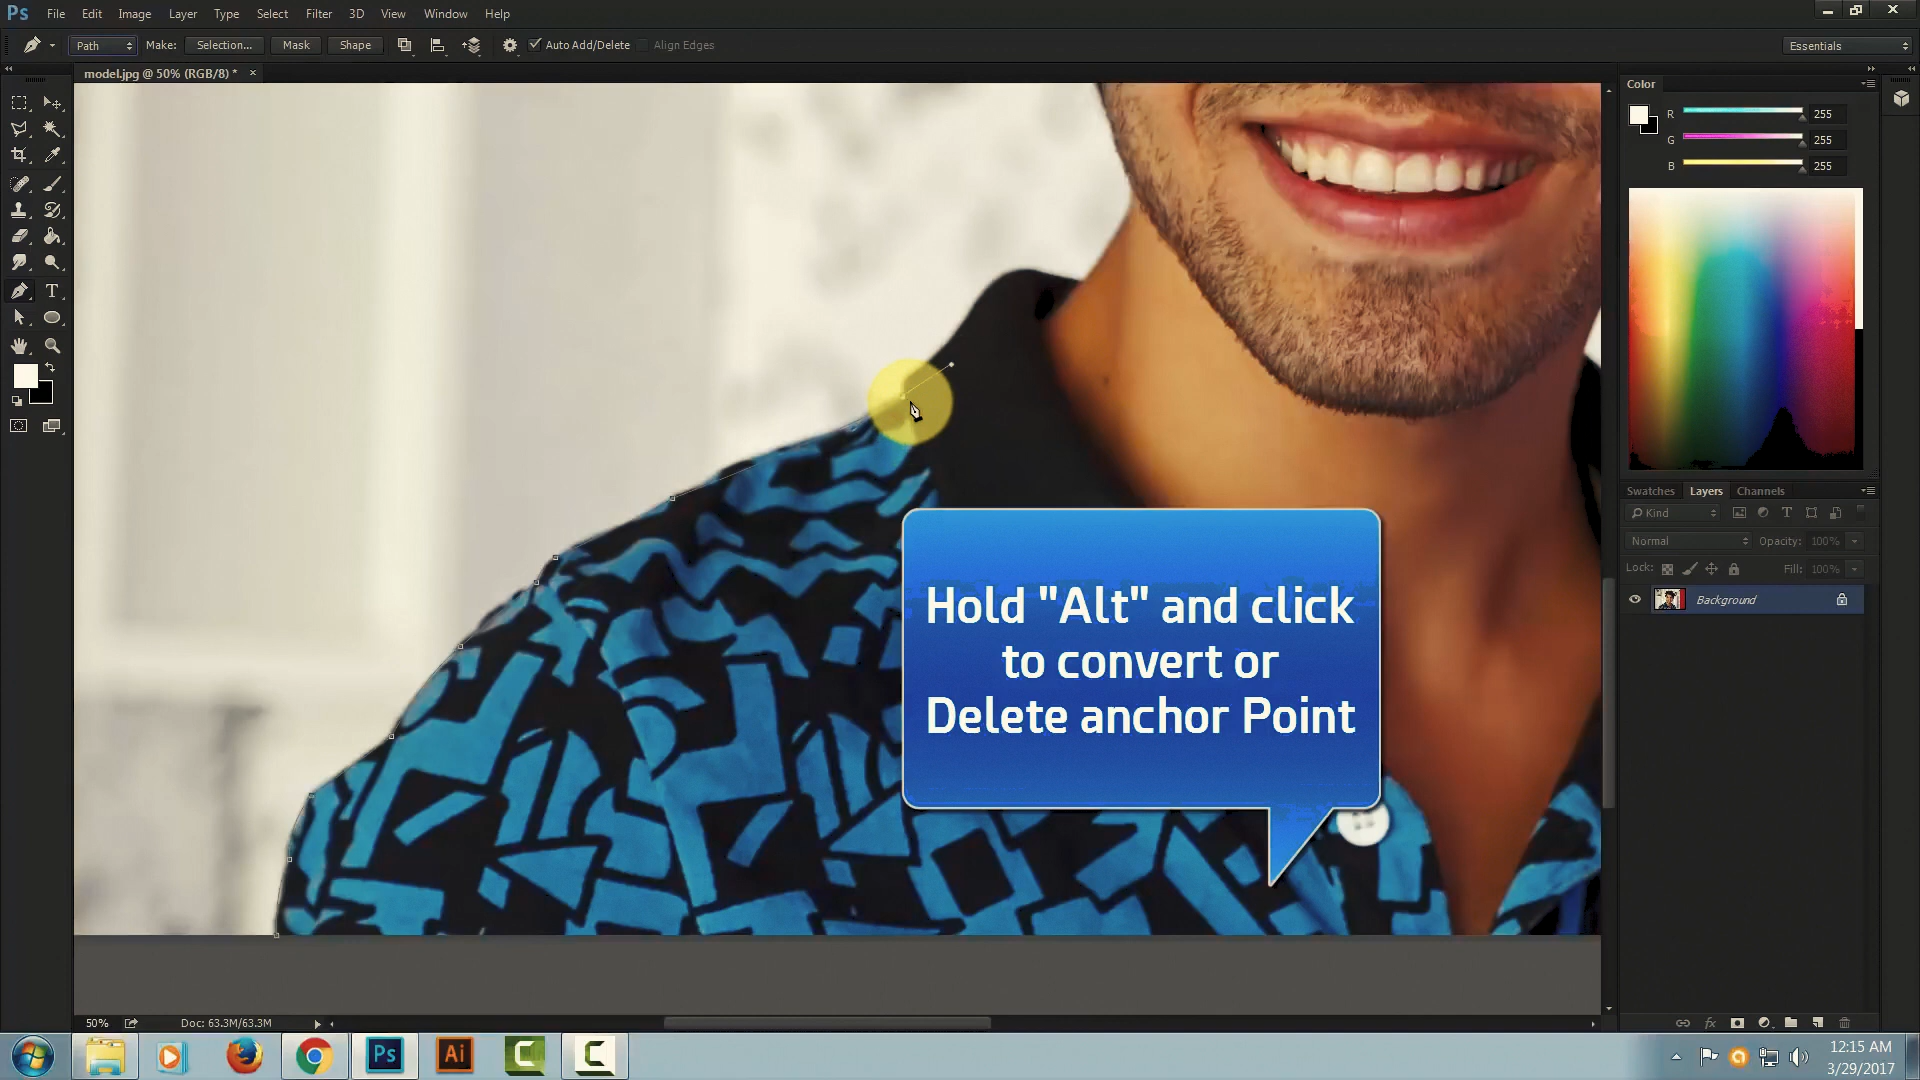 Ps File Edit Image Layer Type Select Filter 3D View Window Help
Path Make: Selection... Mask Shape Auto Add/Delete Align Edges Essentials
model.jpg @ 50% (RGB/8) * ×
Color
R 255
G 255
B 255
T
Swatches Layers Channels
Kind T
Normal Opacity: 100%
Lock: Fill: 100%
Background
Hold "Alt" and click
to convert or
Delete anchor Point
50% Doc: 63.3M/63.3M
fx
Ps Ai C C
12:15 AM
3/29/2017